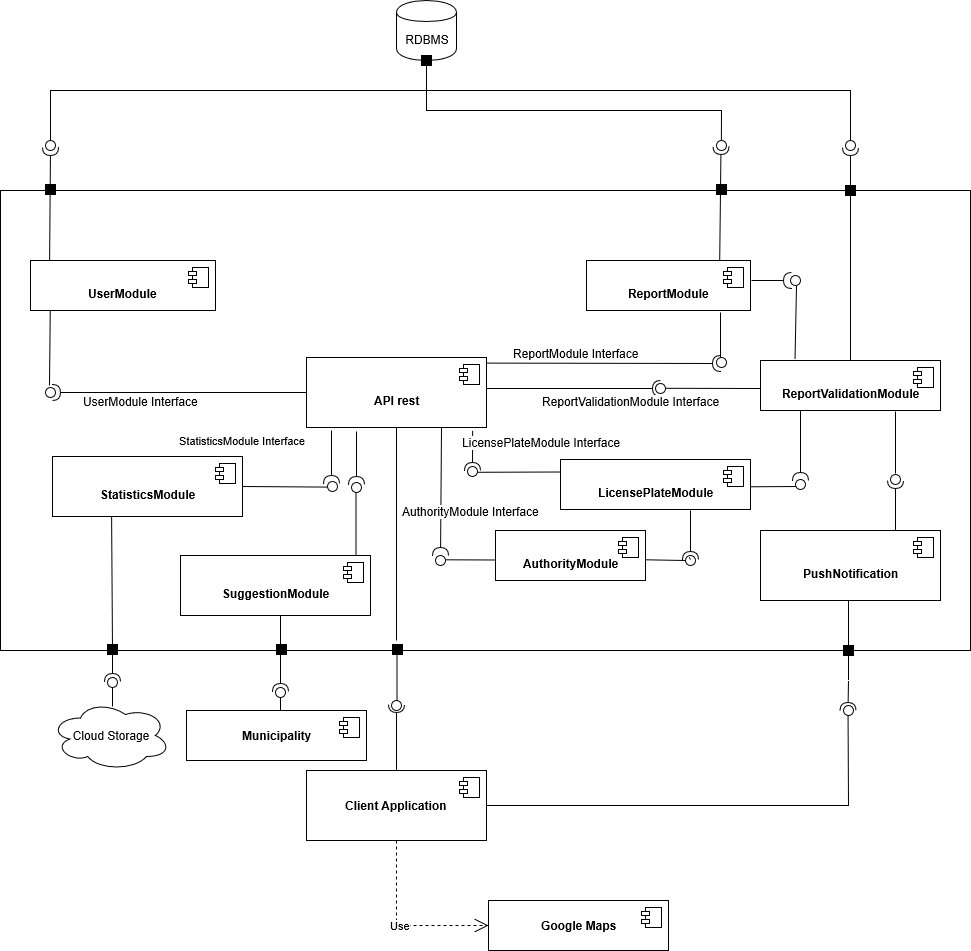 RDBMS
UserModule
ReportModule
ReportModule Interface
API rest
ReportValidationModule
UserModule Interface
ReportValidationModule Interface
StatisticsModule Interface
LicensePlateModule Interface
StatisticsModule
LicensePlateModule
AuthorityModule Interface
AuthorityModule
PushNotification
SuggestionModule
Cloud Storage
Municipality
Client Application
Use
Google Maps